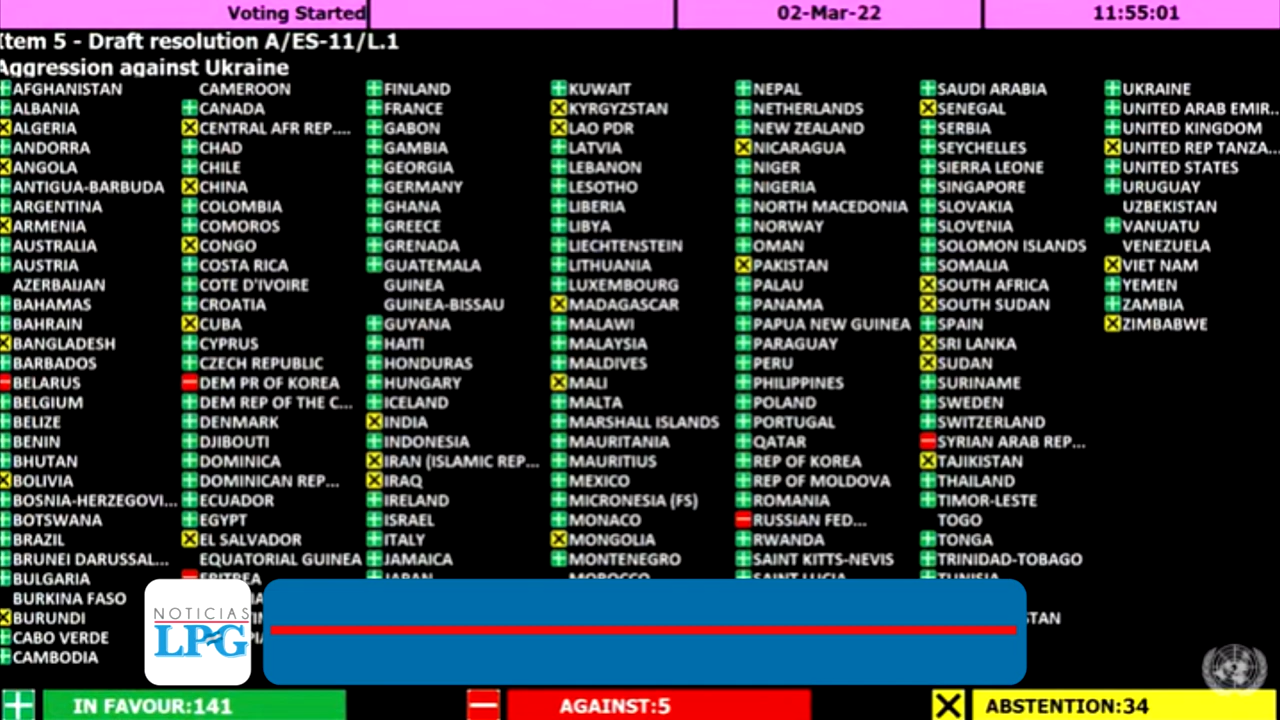 Voting Started
02-Mar-22
11:55:01
Item 5 - Draft resolution A/ES-11/L.1
Aggression against Ukraine
AFGHANISTAN
ALBANIA
ALGERIA
ANDORRA
ANGOLA
ANTIGUA-BARBUDA
ARGENTINA
ARMENIA
AUSTRALIA
AUSTRIA
AZERBAIJAN
BAHAMAS
BAHRAIN
BANGLADESH
BARBADOS
BELARUS
BELGIUM
BELIZE
BENIN
BHUTAN
BOLIVIA
BOSNIA-HERZEGOVI...
BOTSWANA
BRAZIL
BRUNEI DARUSSAL...
BULGARIA
BURKINA FASO
BURUNDI
CABO VERDE
CAMBODIA
CAMEROON
CANADA
CENTRAL AFR REP....
CHAD
CHILE
CHINA
COLOMBIA
COMOROS
CONGO
COSTA RICA
COTE D'IVOIRE
CROATIA
CUBA
CYPRUS
CZECH REPUBLIC
DEM PR OF KOREA
DEM REP OF THE C...
DENMARK
DJIBOUTI
DOMINICA
DOMINICAN REP...
ECUADOR
EGYPT
EL SALVADOR
EQUATORIAL GUINEA
ERITREA
FINLAND
FRANCE
GABON
GAMBIA
GEORGIA
GERMANY
GHANA
GREECE
GRENADA
GUATEMALA
GUINEA
GUINEA-BISSAU
GUYANA
HAITI
HONDURAS
HUNGARY
ICELAND
INDIA
INDONESIA
IRAN (ISLAMIC REP...
IRAQ
IRELAND
ISRAEL
ITALY
JAMAICA
JAPAN
KUWAIT
KYRGYZSTAN
LAO PDR
LATVIA
LEBANON
LESOTHO
LIBERIA
LIBYA
LIECHTENSTEIN
LITHUANIA
LUXEMBOURG
MADAGASCAR
MALAWI
MALAYSIA
MALDIVES
MALI
MALTA
MARSHALL ISLANDS
MAURITANIA
MAURITIUS
MEXICO
MICRONESIA (FS)
MONACO
MONGOLIA
MONTENEGRO
MOROCCO
NEPAL
NETHERLANDS
NEW ZEALAND
NICARAGUA
NIGER
NIGERIA
NORTH MACEDONIA
NORWAY
OMAN
PAKISTAN
PALAU
PANAMA
PAPUA NEW GUINEA
PARAGUAY
PERU
PHILIPPINES
POLAND
PORTUGAL
QATAR
REP OF KOREA
REP OF MOLDOVA
ROMANIA
RUSSIAN FED...
RWANDA
SAINT KITTS-NEVIS
SAINT LUCIA
SAUDI ARABIA
SENEGAL
SERBIA
SEYCHELLES
SIERRA LEONE
SINGAPORE
SLOVAKIA
SLOVENIA
SOLOMON ISLANDS
SOMALIA
SOUTH AFRICA
SOUTH SUDAN
SPAIN
SRI LANKA
SUDAN
SURINAME
SWEDEN
SWITZERLAND
SYRIAN ARAB REP...
TAJIKISTAN
THAILAND
TIMOR-LESTE
TOGO
TONGA
TRINIDAD-TOBAGO
TUNISIA
UKRAINE
UNITED ARAB EMIR..
UNITED KINGDOM
UNITED REP TANZA..
UNITED STATES
URUGUAY
UZBEKISTAN
VANUATU
VENEZUELA
VIET NAM
YEMEN
ZAMBIA
ZIMBABWE
NOTICIAS
LPG
IN FAVOUR:141
AGAINST:5
ABSTENTION:34